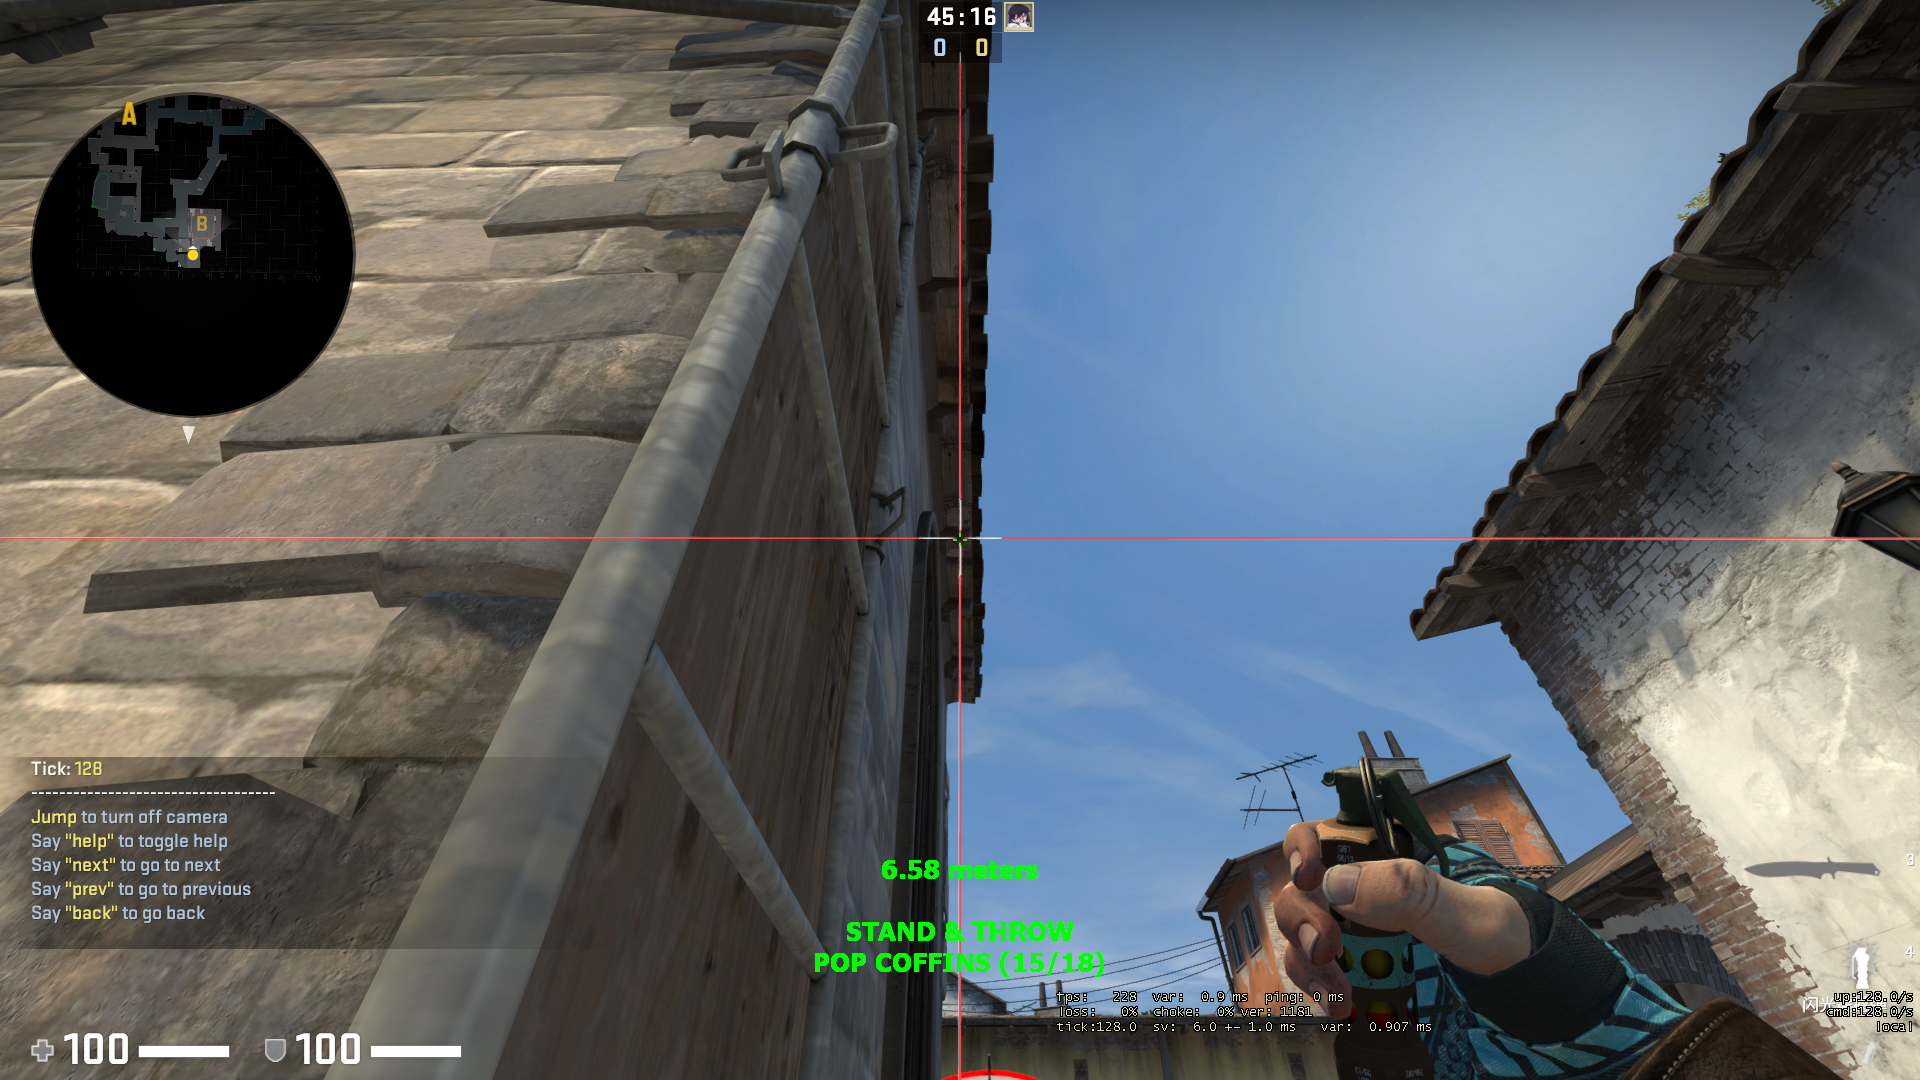 45:16
0 0
A
B
Tick: 128
-----------------------------------
Jump to turn off camera
Say "help" to toggle help
Say "next" to go to next
Say "prev" to go to previous
Say "back" to go back
6.58 meters
STAND & THROW
POP COFFINS (15/18)
3
4
fps: 228 var: 0.9 ms ping: 0 ms
loss: 0% choke: 0% ver: 1181
tick:128.0 sv: 6.0 +- 1.0 ms var: 0.907 ms
up:128.0/s
cmd:128.0/s
local
闪光
100 100